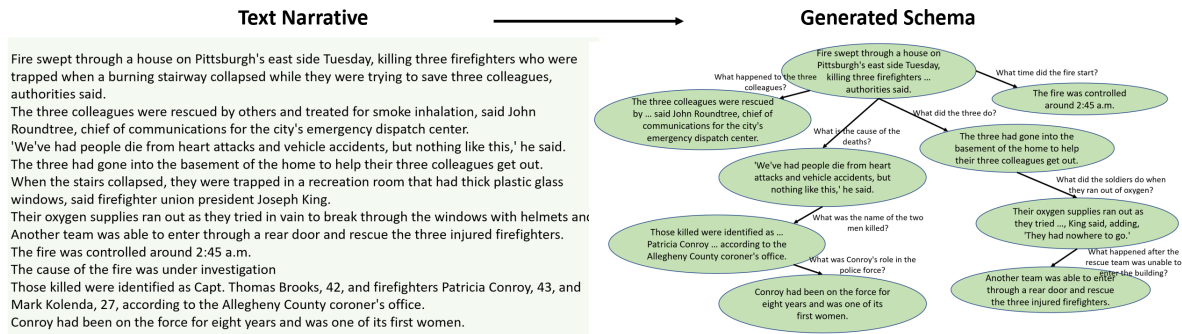 Text Narrative
Generated Schema
Fire swept through a house on Pittsburgh's east side Tuesday, killing three firefighters who were
trapped when a burning stairway collapsed while they were trying to save three colleagues,
authorities said.
The three colleagues were rescued by others and treated for smoke inhalation, said John
Roundtree, chief of communications for the city's emergency dispatch center.
'We've had people die from heart attacks and vehicle accidents, but nothing like this,' he said.
The three had gone into the basement of the home to help their three colleagues get out.
When the stairs collapsed, they were trapped in a recreation room that had thick plastic glass
windows, said firefighter union president Joseph King.
Their oxygen supplies ran out as they tried in vain to break through the windows with helmets and
Another team was able to enter through a rear door and rescue the three injured firefighters.
The fire was controlled around 2:45 a.m.
The cause of the fire was under investigation
Those killed were identified as Capt. Thomas Brooks, 42, and firefighters Patricia Conroy, 43, and
Mark Kolenda, 27, according to the Allegheny County coroner's office.
Conroy had been on the force for eight years and was one of its first women.
Fire swept through a house on
Pittsburgh's east side Tuesday,
killing three firefighters ...
authorities said.
What happened to the three
colleagues?
What time did the fire start?
The three colleagues were rescued
by ... said John Roundtree, chief of
communications for the city's
emergency dispatch center.
The fire was controlled
around 2:45 a.m.
What is the cause of the
deaths?
What did the three do?
'We've had people die from heart
attacks and vehicle accidents, but
nothing like this,' he said.
The three had gone into the
basement of the home to help
their three colleagues get out.
What was the name of the two
men killed?
What did the soldiers do when
they ran out of oxygen?
Those killed were identified as ...
Patricia Conroy ... according to the
Allegheny County coroner's office.
Their oxygen supplies ran out as
they tried ..., King said, adding,
'They had nowhere to go.'
What was Conroy's role in the
police force?
What happened after the
rescue team was unable to
enter the building?
Conroy had been on the force for
eight years and was one of its
first women.
Another team was able to enter
through a rear door and rescue
the three injured firefighters.